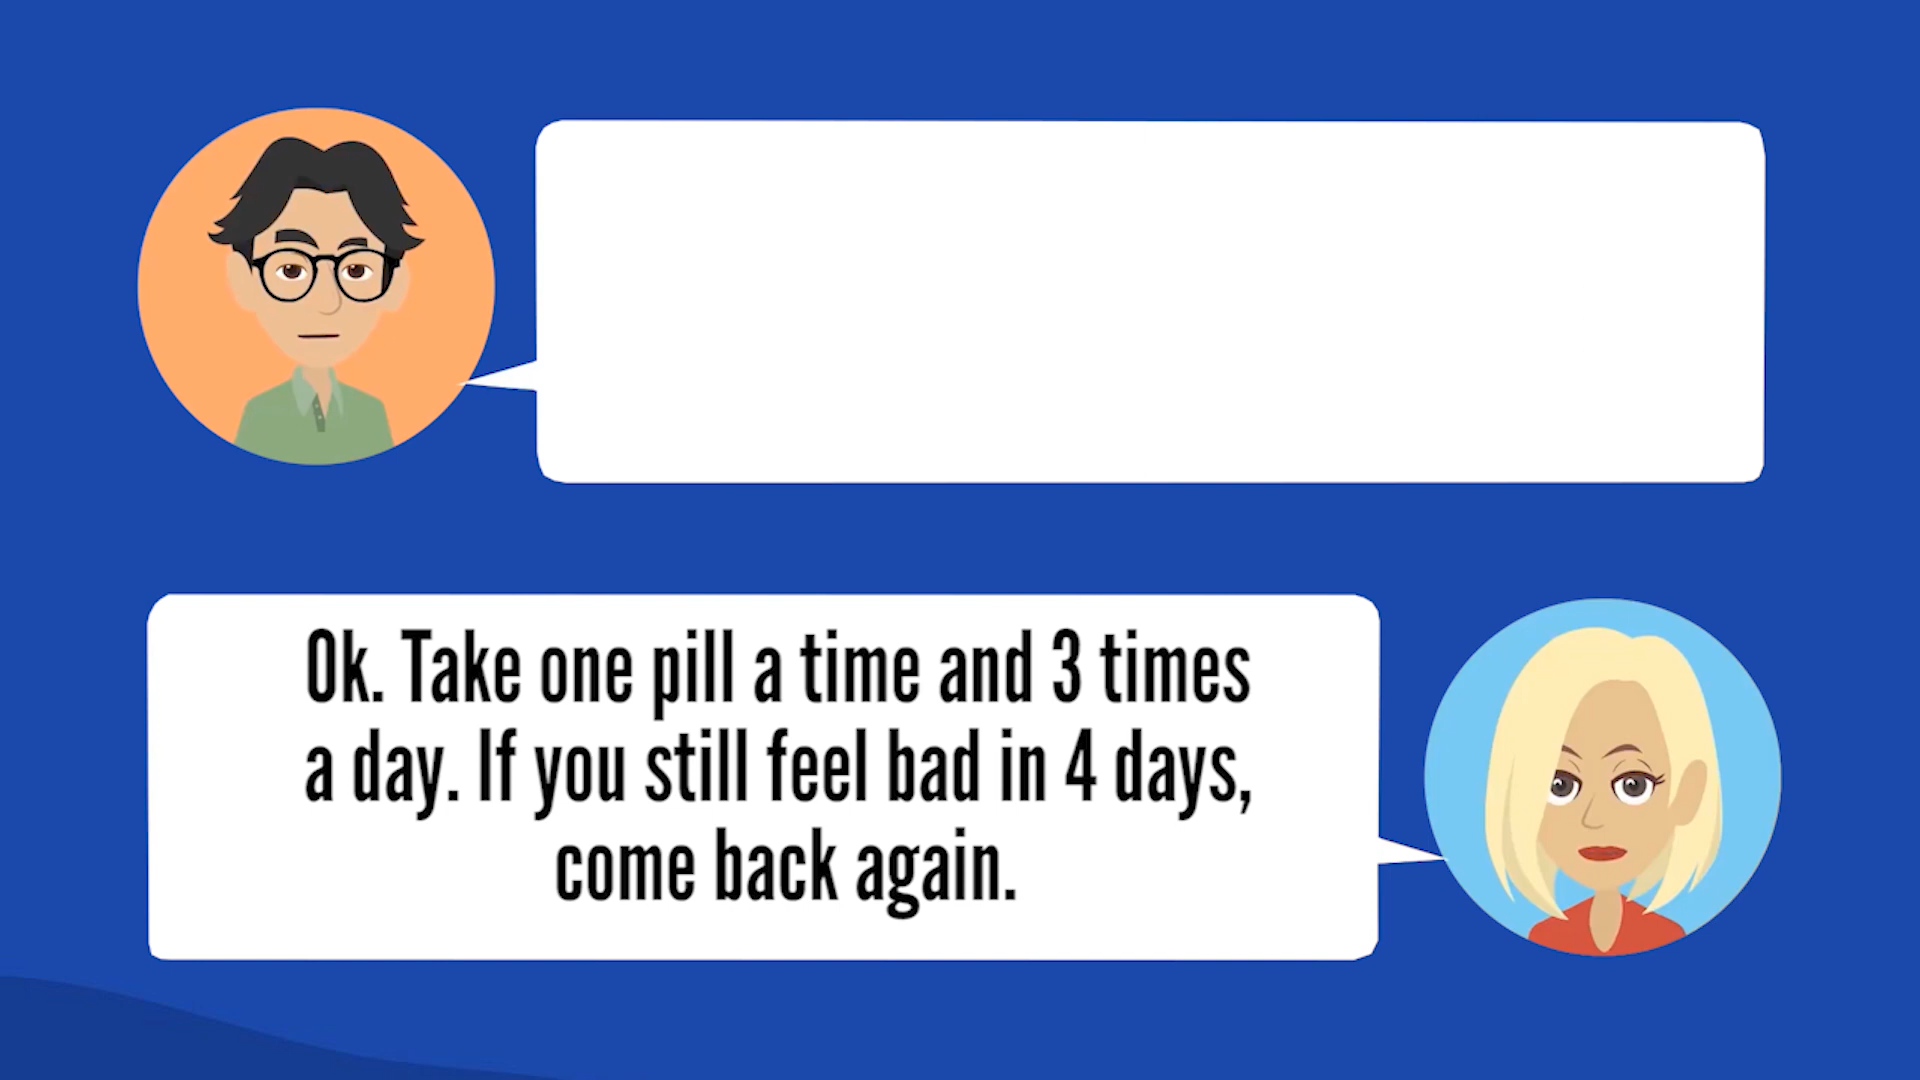 Ok. Take one pill a time and 3 times
a day. If you still feel bad in 4 days,
come back again.